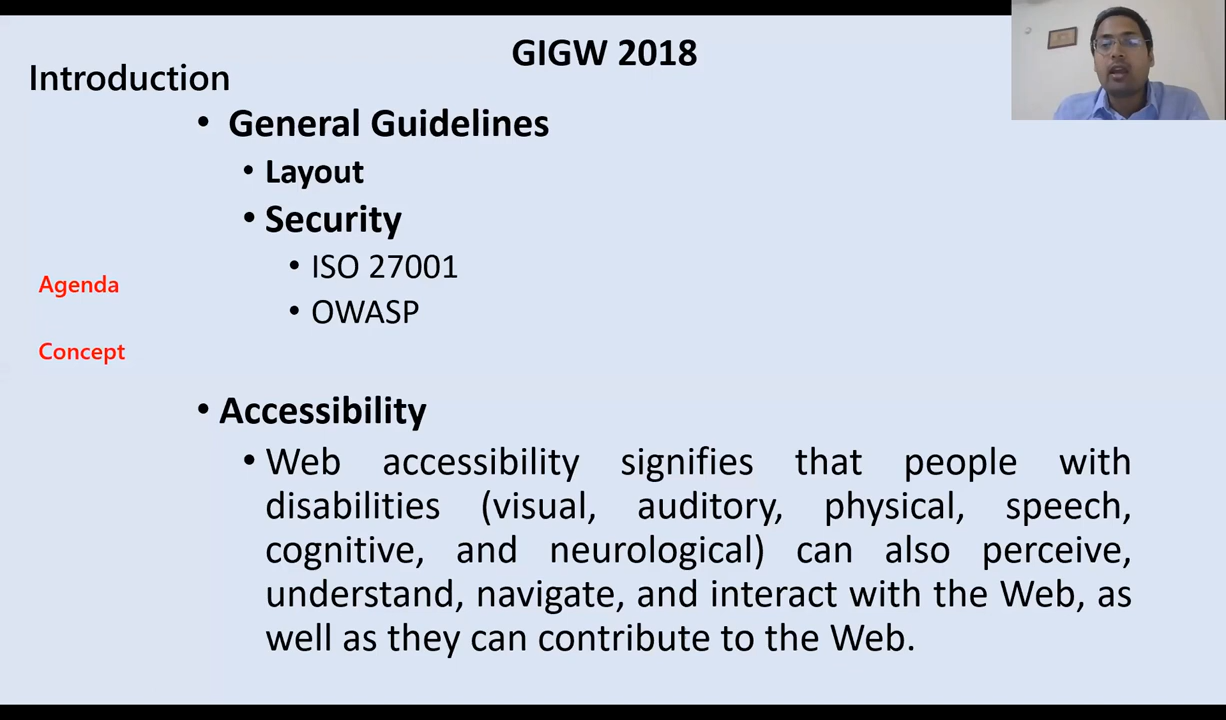 GIGW 2018
Introduction
• General Guidelines
• Layout
• Security
• ISO 27001
• OWASP
Agenda
Concept
• Accessibility
• Web accessibility signifies that people with
disabilities (visual, auditory, physical, speech,
cognitive, and neurological) can also perceive,
understand, navigate, and interact with the Web, as
well as they can contribute to the Web.